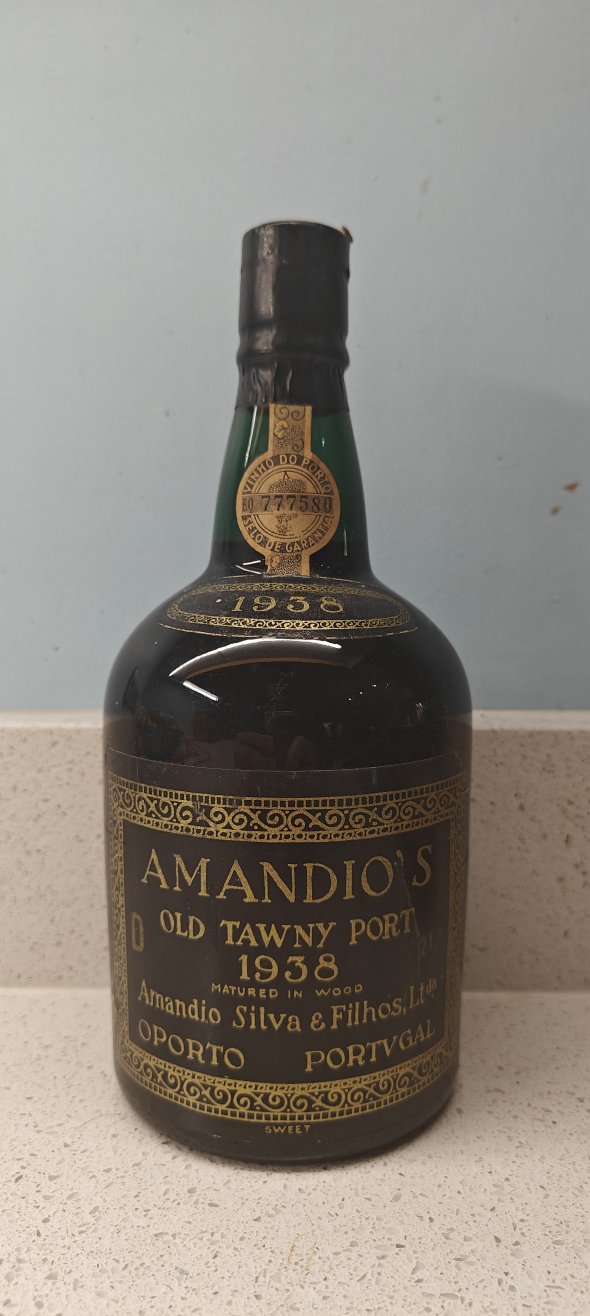 VINHO DO PORTO
EO 777580
SELO DE GARANTIA
1938
AMANDIO'S
OLD TAWNY PORT
D
1938
MATURED IN WOOD
Amandio Silva & Filhos, Ltda
OPORTO PORTVGAL
SWEET